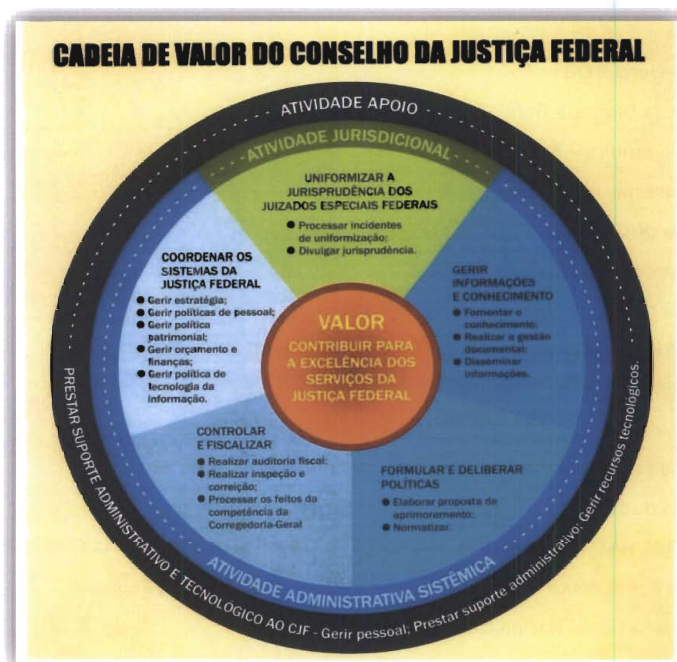 CADEIA DE VALOR DO CONSELHO DA JUSTIÇA FEDERAL
ATIVIDADE APOIO
ATIVIDADE JURISDICIONAL
UNIFORMIZAR A
JURISPRUDÊNCIA DOS
JUIZADOS ESPECIAIS FEDERAIS
● Processar incidentes
de uniformização;
● Divulgar jurisprudência.
COORDENAR OS
SISTEMAS DA
JUSTIÇA FEDERAL
● Gerir estratégia;
● Gerir políticas de pessoal;
● Gerir política
patrimonial;
● Gerir orçamento e
finanças;
● Gerir política de
tecnologia da
informação.
GERIR
INFORMAÇÕES
E CONHECIMENTO
● Fomentar o
conhecimento;
● Realizar a gestão
documental;
● Disseminar
informações.
VALOR
CONTRIBUIR PARA
A EXCELÊNCIA DOS
SERVIÇOS DA
JUSTIÇA FEDERAL
CONTROLAR
E FISCALIZAR
● Realizar auditoria fiscal;
● Realizar inspeção e
correição;
● Processar os feitos da
competência da
Corregedoria-Geral
FORMULAR E DELIBERAR
POLÍTICAS
● Elaborar proposta de
aprimoramento;
● Normatizar.
ATIVIDADE ADMINISTRATIVA SISTÊMICA
PRESTAR SUPORTE ADMINISTRATIVO E TECNOLÓGICO AO CJF - Gerir pessoal; Prestar suporte administrativo; Gerir recursos tecnológicos.